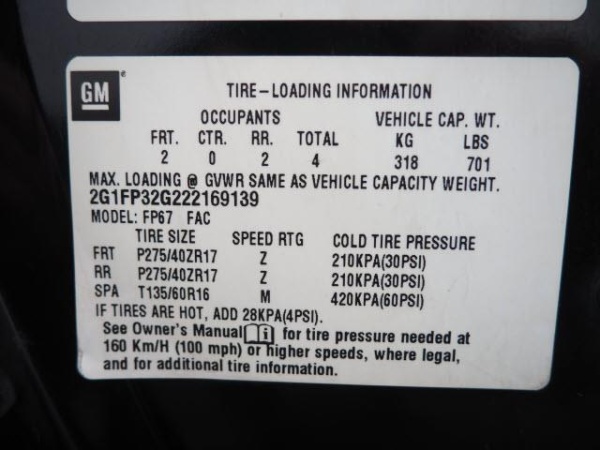 GM
TIRE-LOADING INFORMATION
OCCUPANTS VEHICLE CAP. WT.
FRT. CTR. RR. TOTAL KG LBS
2 0 2 4 318 701
MAX. LOADING @ GVWR SAME AS VEHICLE CAPACITY WEIGHT.
2G1FP32G222169139
MODEL: FP67 FAC
TIRE SIZE SPEED RTG COLD TIRE PRESSURE
FRT P275/40ZR17 Z 210KPA(30PSI)
RR P275/40ZR17 Z 210KPA(30PSI)
SPA T135/60R16 M 420KPA(60PSI)
IF TIRES ARE HOT, ADD 28KPA(4PSI).
See Owner's Manual for tire pressure needed at
160 Km/H (100 mph) or higher speeds, where legal,
and for additional tire information.